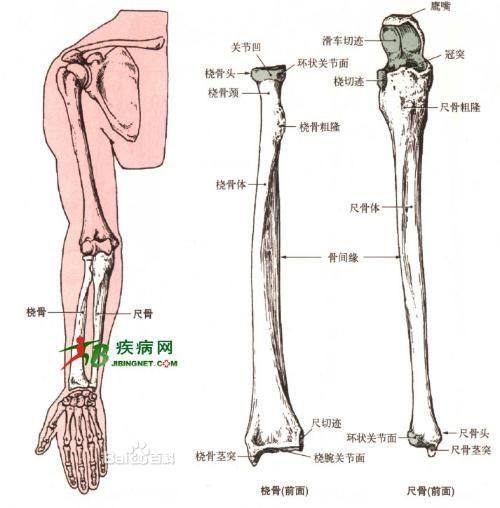 桡骨
尺骨
疾病网
JIBINGNET.COM
Baidu百科
关节凹
桡骨头
环状关节面
桡骨颈
桡骨粗隆
桡骨体
骨间缘
尺切迹
桡骨茎突
桡腕关节面
桡骨(前面)
鹰嘴
滑车切迹
冠突
桡切迹
尺骨粗隆
尺骨体
环状关节面
尺骨头
尺骨茎突
尺骨(前面)